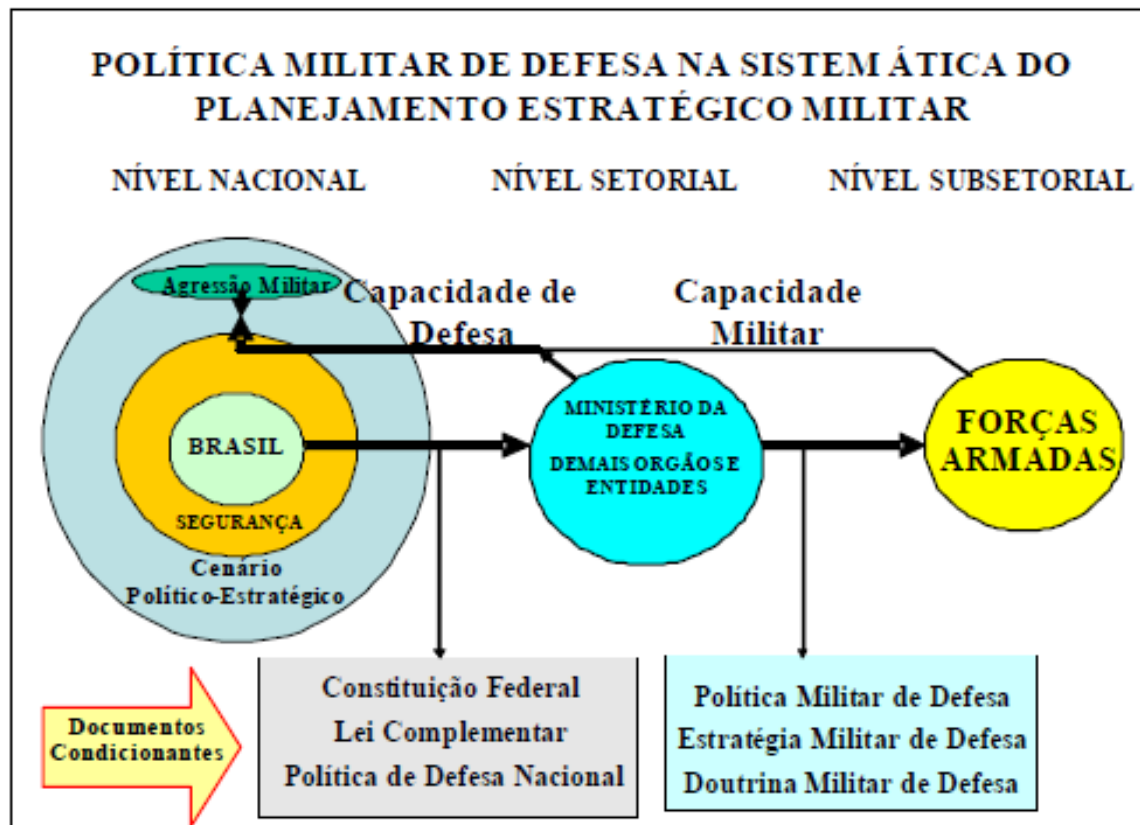 POLÍTICA MILITAR DE DEFESA NA SISTEMÁTICA DO
PLANEJAMENTO ESTRATÉGICO MILITAR
NÍVEL NACIONAL
NÍVEL SETORIAL
NÍVEL SUBSETORIAL
Agressão Militar
Capacidade de
Defesa
Capacidade
Militar
BRASIL
SEGURANÇA
Cenário
Político-Estratégico
MINISTÉRIO DA
DEFESA
DEMAIS ORGÃOS E
ENTIDADES
FORÇAS
ARMADAS
Documentos
Condicionantes
Constituição Federal
Lei Complementar
Política de Defesa Nacional
Política Militar de Defesa
Estratégia Militar de Defesa
Doutrina Militar de Defesa